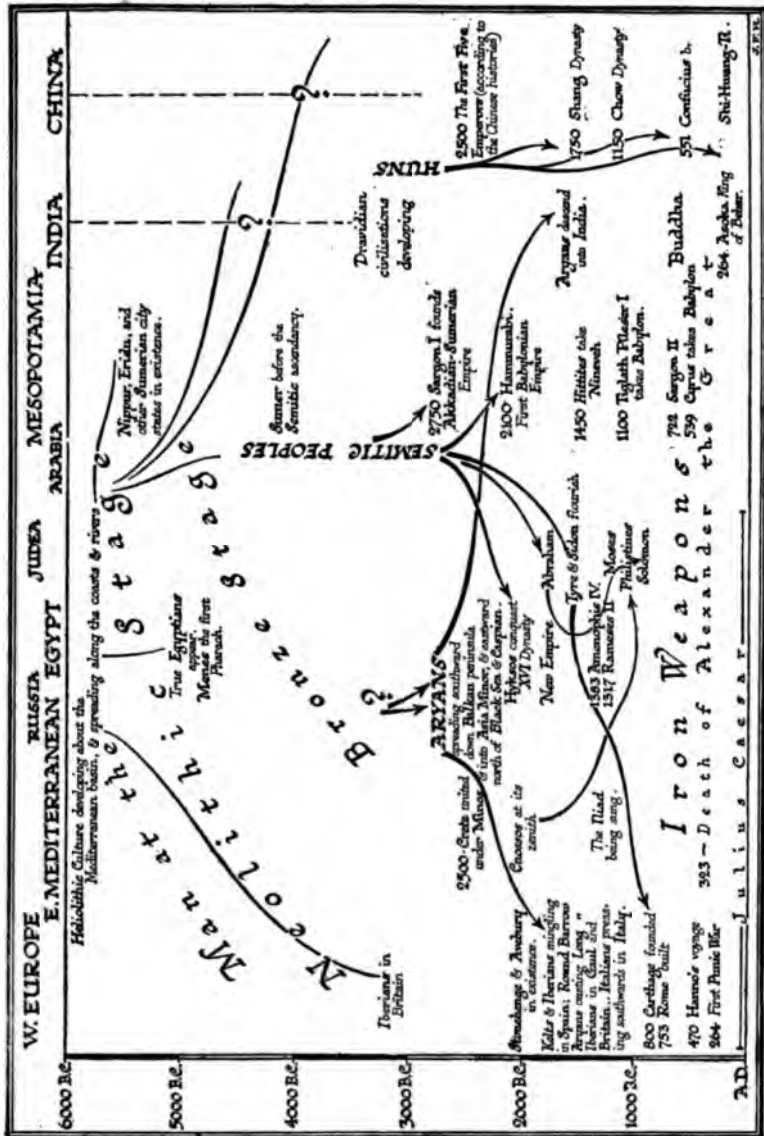 W. EUROPE
RUSSIA
JUDEA
MESOPOTAMIA
E. MEDITERRANEAN
EGYPT
ARABIA
INDIA
CHINA
6000 B.C.
5000 B.C.
4000 B.C.
3000 B.C.
2000 B.C.
1000 B.C.
A.D.
Heliolithic Culture developing about the
Mediterranean basin, & spreading along the coasts & rivers
Man at the
Neolithic Stage
Bronze Stage
True Egyptians
appear.
Menes the first
Pharaoh.
Nippur, Eridu, and
other Sumerian city
states in existence.
?
?
Iberians in
Britain
Sumer before the
Semitic ascendancy.
Dravidian
civilizations
developing
?
ARYANS
spreading southward
down Balkan peninsula
& into Asia Minor, & eastward
north of Black Sea & Caspian.
SEMITIC PEOPLES
HUNS
2750 Sargon I founds
Akkadian-Sumerian
Empire
2500 The First Five
Emperors (according to
the Chinese histories)
2500-Crete united
under Minos
Stonehenge & Avebury
in existence.
Kelts & Iberians mingling
in Spain: Round Barrow
Aryans ousting Long "
Iberians in Gaul and
Britain... Italians press-
ing southwards in Italy.
Hyksos conquest
XVI Dynasty
New Empire
Abraham
2100 Hammurabi.
First Babylonian
Empire
Aryans descend
into India.
1750 Shang Dynasty
Cnossos at its
zenith
Tyre & Sidon flourish
1450 Hittites take
Nineveh
1383 Amenophis IV.
1317 Rameses II
Moses
Philistines
Solomon
The Iliad
being sung.
1100 Tiglath Pileser I
takes Babylon.
1150 Chow Dynasty
800 Carthage founded
753 Rome built
Iron Weapons
722 Sargon II
539 Cyrus takes Babylon
Buddha
551 Confucius b.
470 Hanno's voyage
264 First Punic War
323-Death of Alexander the Great
264. Asoka King
of Behar.
Shi-Huang-Ti.
Julius Caesar
J.F.H.